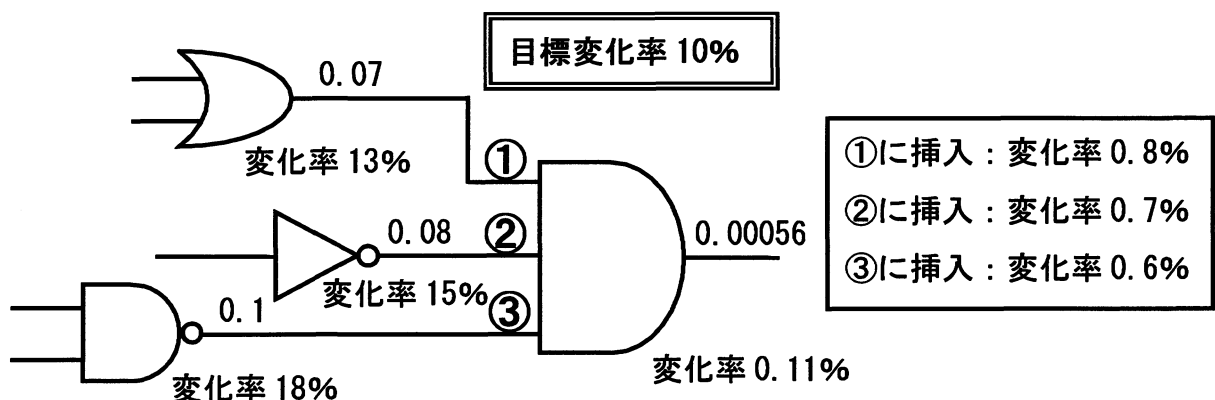 目標変化率 10%
0.07
変化率 13%
①
①に挿入：変化率 0.8%
②に挿入：変化率 0.7%
③に挿入：変化率 0.6%
0.08
②
0.00056
変化率 15%
0.1
③
変化率 0.11%
変化率 18%